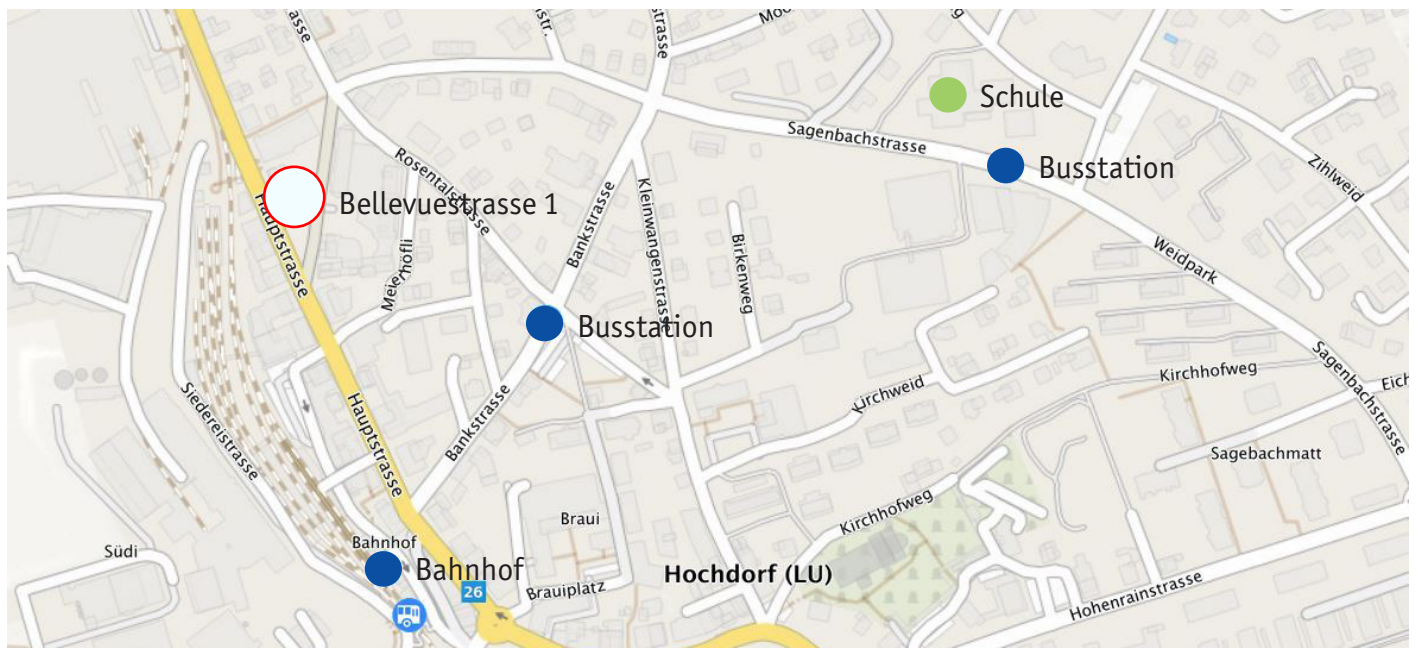 Schule
Sagenbachstrasse
Busstation
Rosentalstrasse
Zihlweid
Kleinwangenstrasse
Bellevuestrasse 1
Hauptstrasse
Bankstrasse
Birkenweg
Meierhöfli
Weidpark
Busstation
Kirchhofweg
Sagenbachstrasse
Kirchweid
Siedereistrasse
Hauptstrasse
Bankstrasse
Sagebachmatt
Kirchhofweg
Braui
Bahnhof
Südi
Bahnhof
Hochdorf (LU)
26
Brauiplatz
Hohenrainstrasse